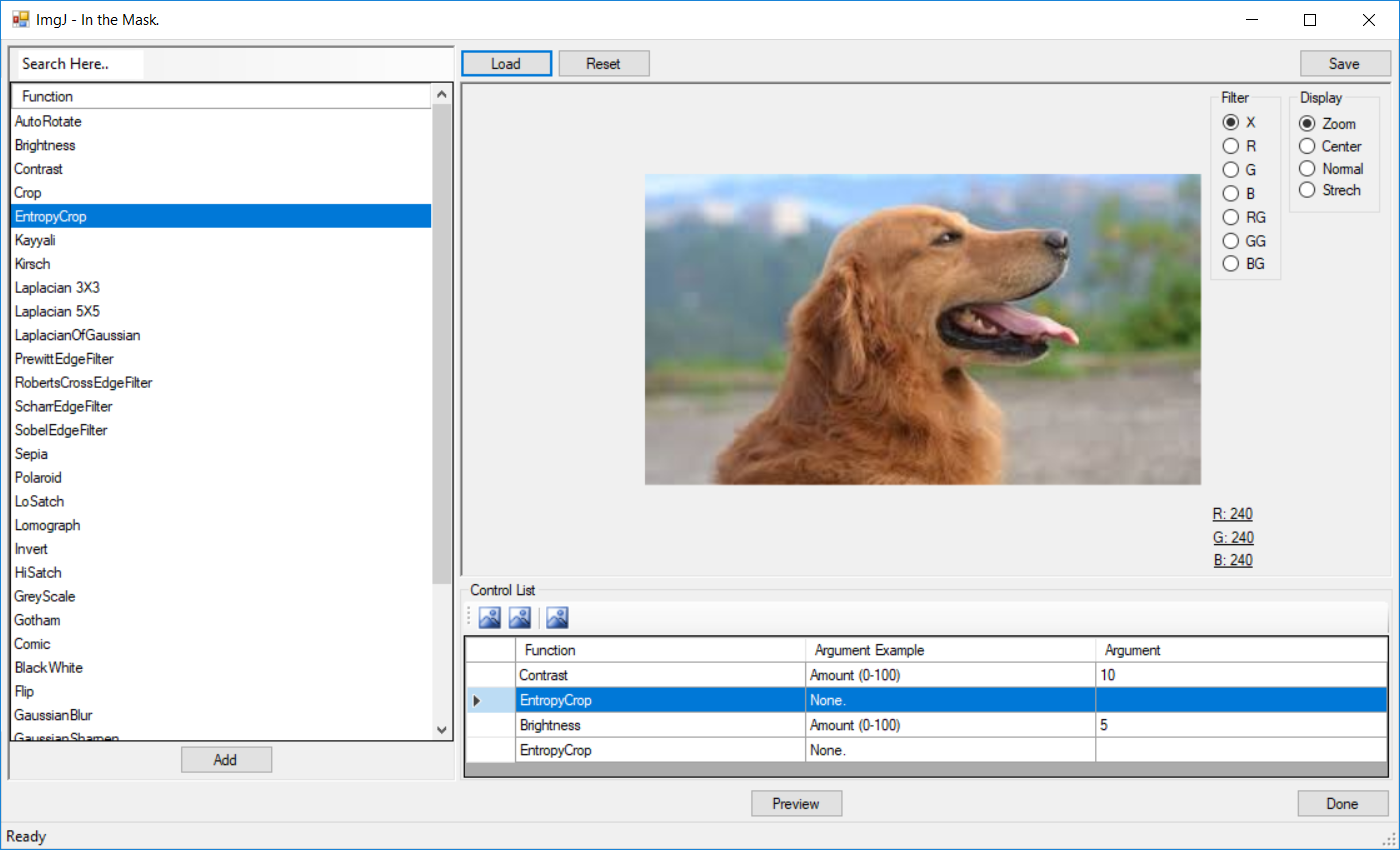 ImgJ - In the Mask.
Search Here..
Function
AutoRotate
Brightness
Contrast
Crop
EntropyCrop
Kayyali
Kirsch
Laplacian 3X3
Laplacian 5X5
LaplacianOfGaussian
PrewittEdgeFilter
RobertsCrossEdgeFilter
ScharrEdgeFilter
SobelEdgeFilter
Sepia
Polaroid
LoSatch
Lomograph
Invert
HiSatch
GreyScale
Gotham
Comic
BlackWhite
Flip
GaussianBlur
GaussianSharpen
Add
Load Reset Save
Filter
X
R
G
B
RG
GG
BG
Display
Zoom
Center
Normal
Strech
R: 240
G: 240
B: 240
Control List
Function Argument Example Argument
Contrast Amount (0-100) 10
EntropyCrop None.
Brightness Amount (0-100) 5
EntropyCrop None.
Preview Done
Ready